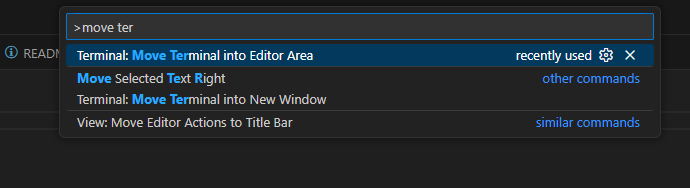 >move ter
README
Terminal: Move Terminal into Editor Area recently used
Move Selected Text Right other commands
Terminal: Move Terminal into New Window
View: Move Editor Actions to Title Bar similar commands